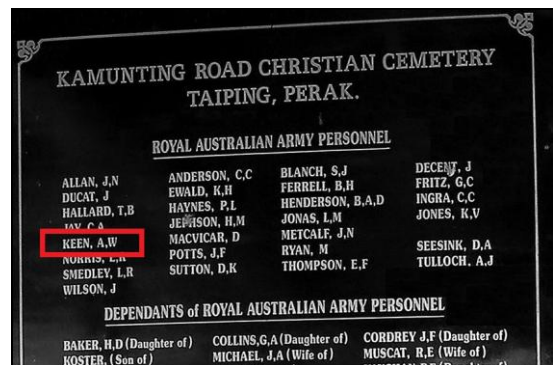 KAMUNTING ROAD CHRISTIAN CEMETERY
TAIPING, PERAK.
ROYAL AUSTRALIAN ARMY PERSONNEL
ALLAN, J,N
DUCAT, J
HALLARD, T,B
JAY, C,A
KEEN, A,W
NORRIS, L,R
SMEDLEY, L,R
WILSON, J
ANDERSON, C,C
EWALD, K,H
HAYNES, P,L
JEPHSON, H,M
MACVICAR, D
POTTS, J,F
SUTTON, D,K
BLANCH, S,J
FERRELL, B,H
HENDERSON, B,A,D
JONAS, L,M
METCALF, J,N
RYAN, M
THOMPSON, E,F
DECENT, J
FRITZ, G,C
INGRA, C,C
JONES, K,V
SEESINK, D,A
TULLOCH. A,J
DEPENDANTS of ROYAL AUSTRALIAN ARMY PERSONNEL
BAKER, H,D (Daughter of)
KOSTER, (Son of)
COLLINS,G,A (Daughter of)
MICHAEL, J,A (Wife of)
CORDREY J,F (Daughter of)
MUSCAT, R,E (Wife of)